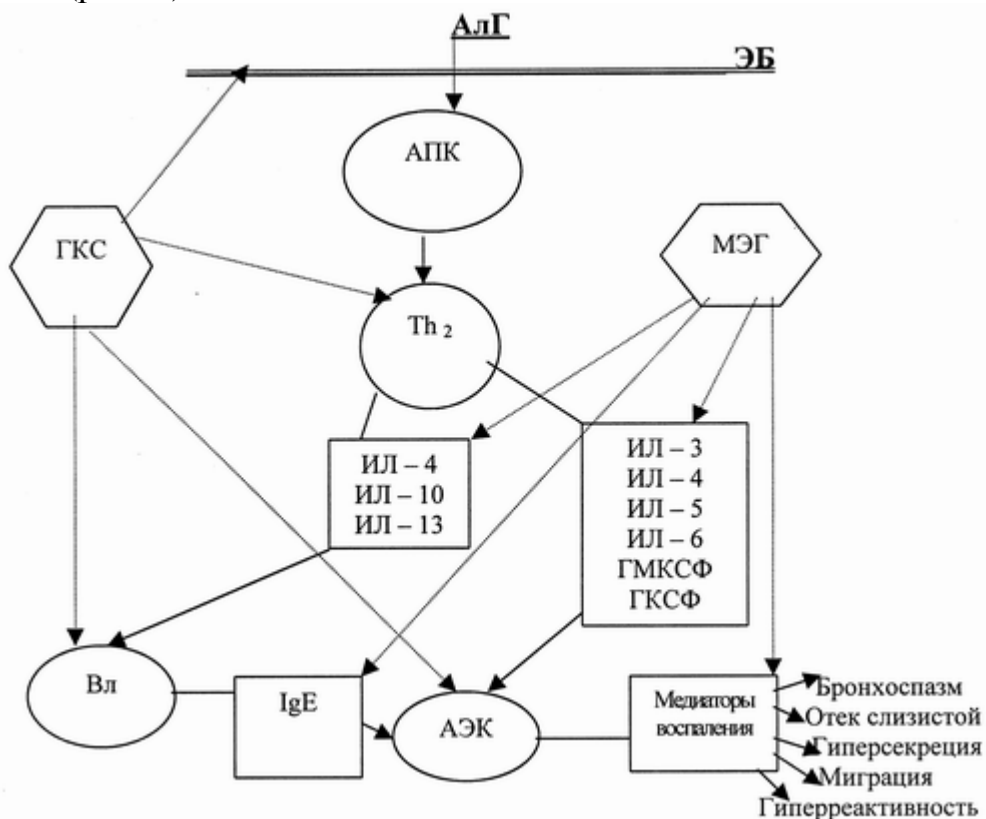 АлГ
ЭБ
АПК
ГКС
МЭГ
Th 2
ИЛ – 4
ИЛ – 10
ИЛ – 13
ИЛ – 3
ИЛ – 4
ИЛ – 5
ИЛ – 6
ГМКСФ
ГКСФ
Вл
IgE
АЭК
Медиаторы
воспаления
Бронхоспазм
Отек слизистой
Гиперсекреция
Миграция
Гиперреактивность